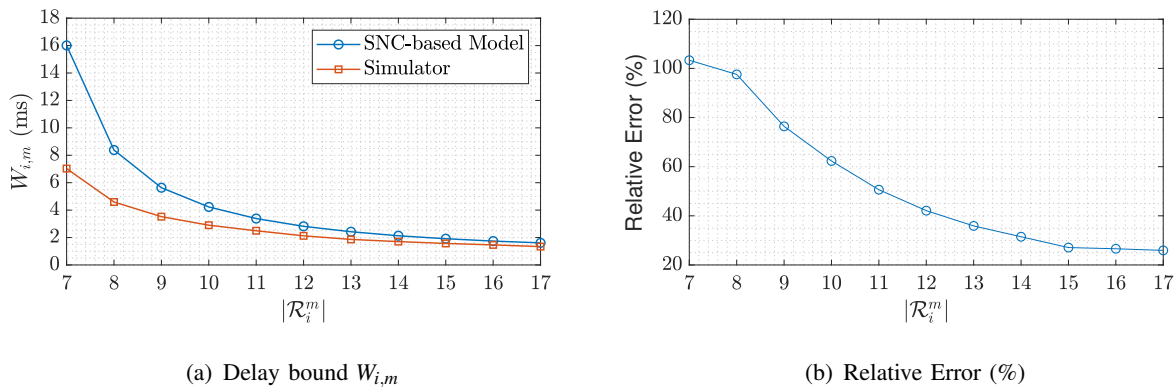 18
16
14
12
10
8
6
4
2
0
W_{i,m} (ms)
SNC-based Model
Simulator
7 8 9 10 11 12 13 14 15 16 17
|ℛ_i^m|
(a) Delay bound W_{i,m}
120
100
80
60
40
20
Relative Error (%)
7 8 9 10 11 12 13 14 15 16 17
|ℛ_i^m|
(b) Relative Error (%)